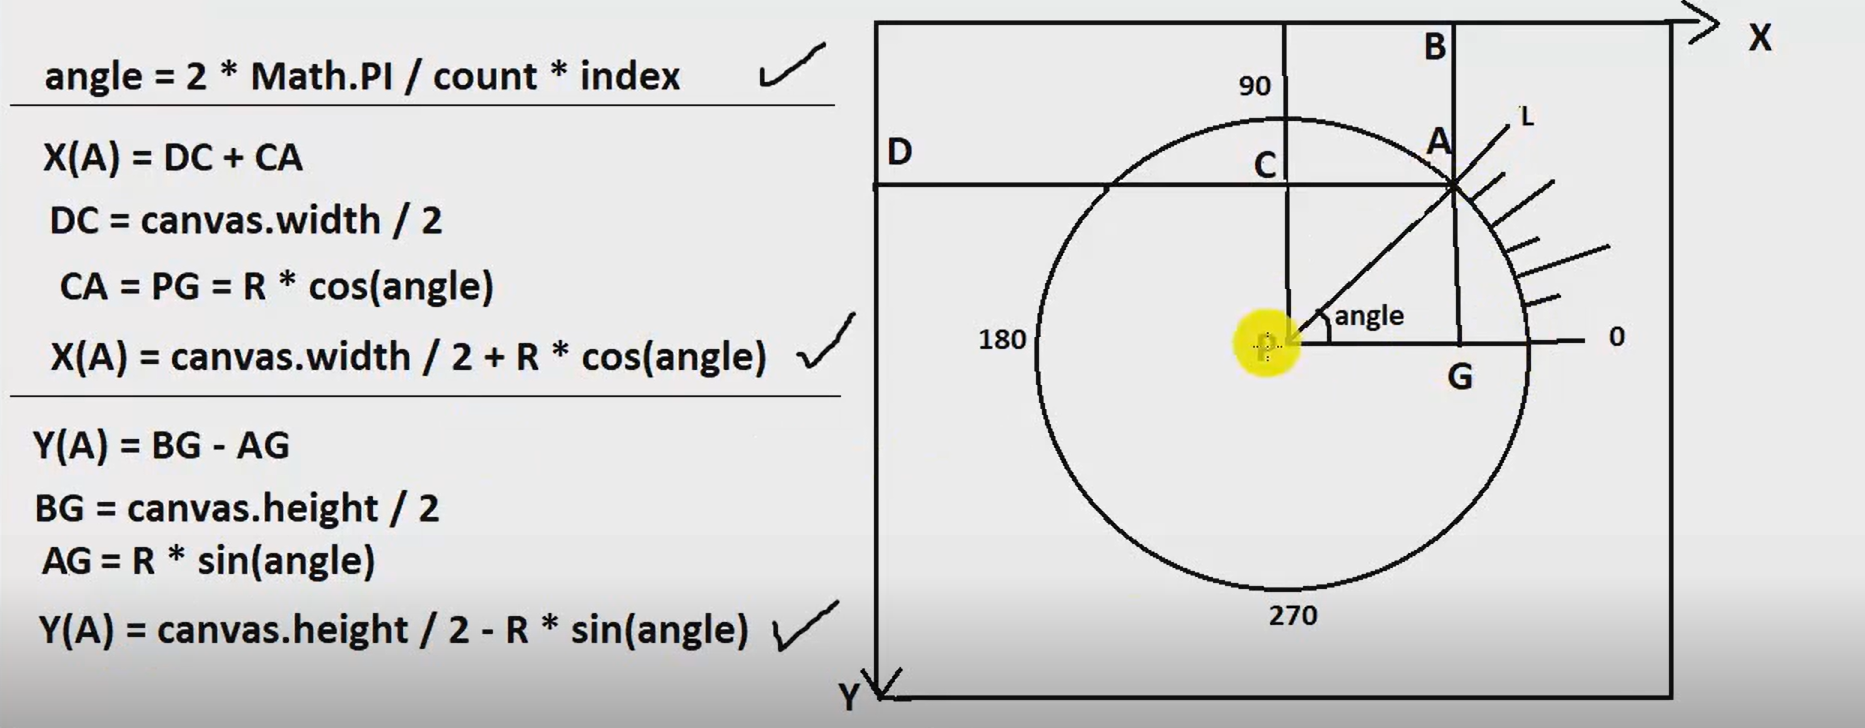 angle = 2 * Math.PI / count * index
X(A) = DC + CA
DC = canvas.width / 2
CA = PG = R * cos(angle)
X(A) = canvas.width / 2 + R * cos(angle)
Y(A) = BG - AG
BG = canvas.height / 2
AG = R * sin(angle)
Y(A) = canvas.height / 2 - R * sin(angle)
X
B
90
L
A
D
C
angle
180
P
0
G
270
Y